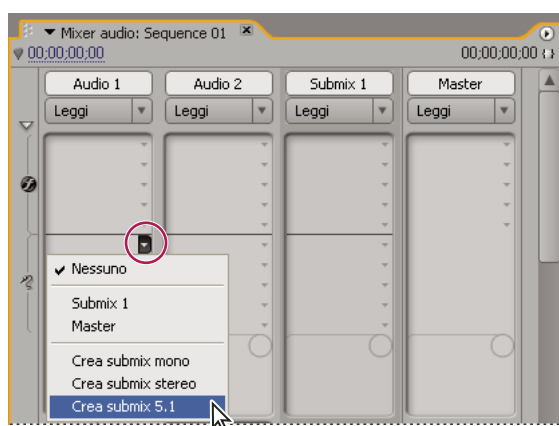 Mixer audio: Sequence 01
00;00;00;00 00;00;00;00
Audio 1 Audio 2 Submix 1 Master
Leggi Leggi Leggi Leggi
Nessuno
Submix 1
Master
Crea submix mono
Crea submix stereo
Crea submix 5.1